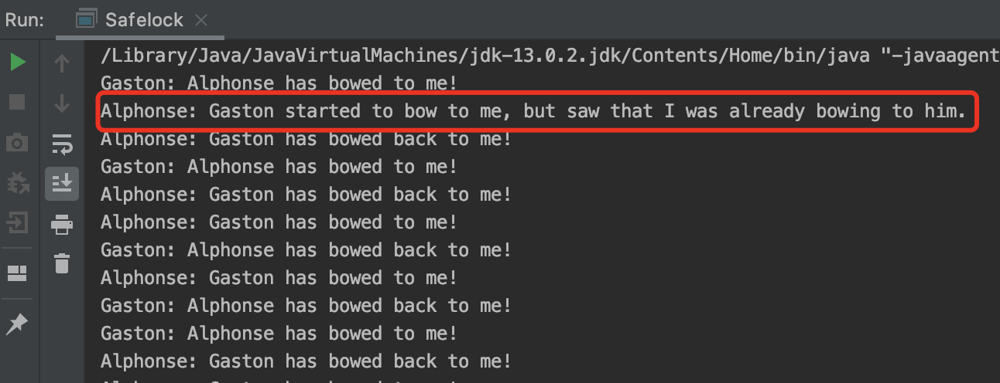 Run: Safelock
/Library/Java/JavaVirtualMachines/jdk-13.0.2.jdk/Contents/Home/bin/java "-javaagent
Gaston: Alphonse has bowed to me!
Alphonse: Gaston started to bow to me, but saw that I was already bowing to him.
Alphonse: Gaston has bowed back to me!
Gaston: Alphonse has bowed to me!
Alphonse: Gaston has bowed back to me!
Alphonse: Gaston has bowed to me!
Gaston: Alphonse has bowed back to me!
Alphonse: Gaston has bowed to me!
Gaston: Alphonse has bowed back to me!
Gaston: Alphonse has bowed to me!
Alphonse: Gaston has bowed back to me!